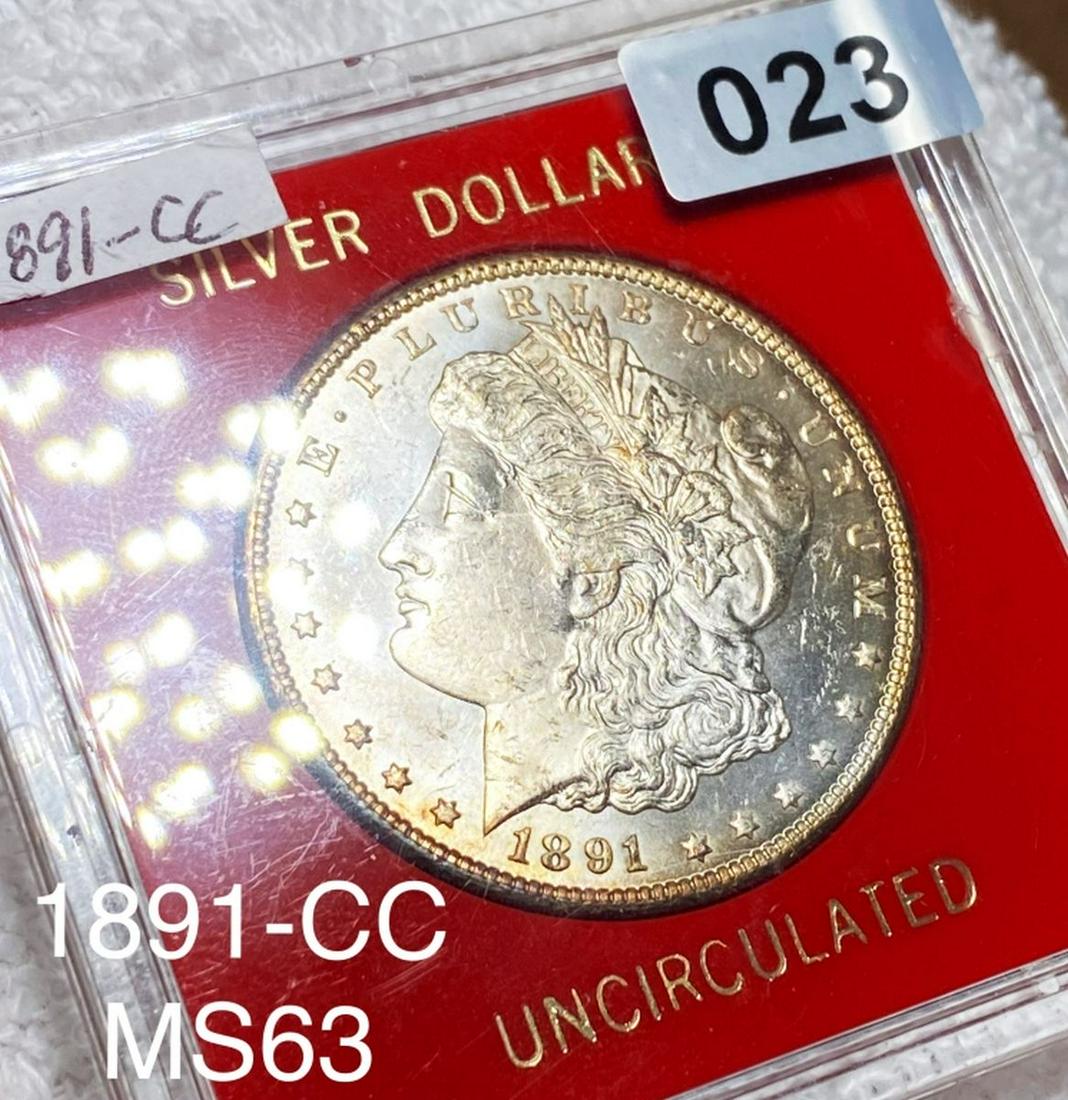 023
891-CC
SILVER DOLLAR
E · PLURIBUS · UNUM
LIBERTY
1891
1891-CC
MS63
UNCIRCULATED